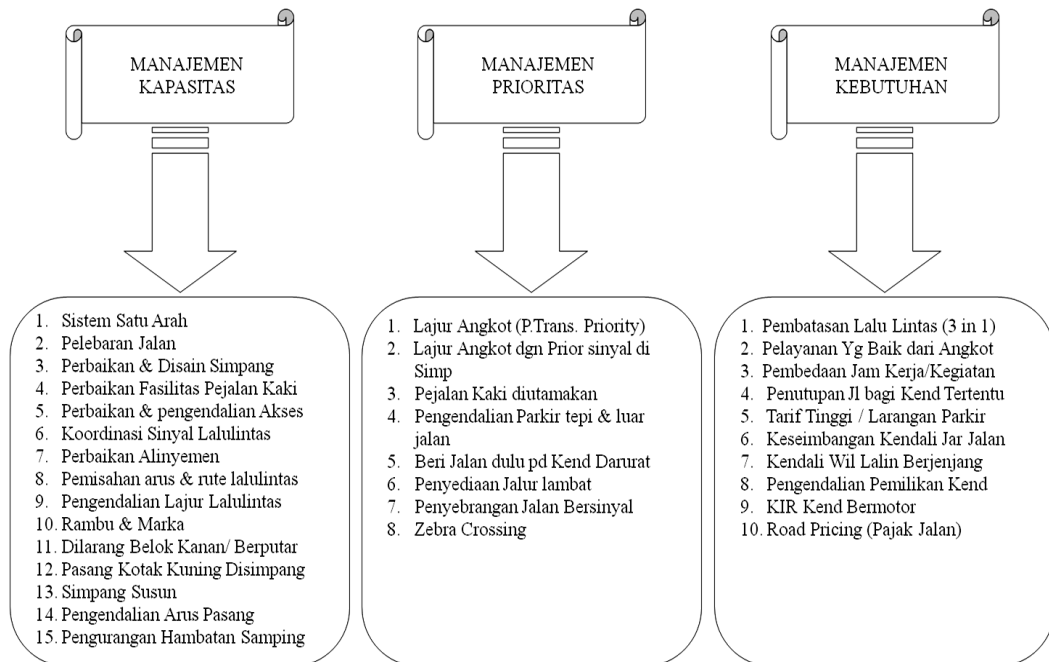 MANAJEMEN
KAPASITAS
MANAJEMEN
PRIORITAS
MANAJEMEN
KEBUTUHAN
1. Sistem Satu Arah
2. Pelebaran Jalan
3. Perbaikan & Disain Simpang
4. Perbaikan Fasilitas Pejalan Kaki
5. Perbaikan & pengendalian Akses
6. Koordinasi Sinyal Lalulintas
7. Perbaikan Alinyemen
8. Pemisahan arus & rute lalulintas
9. Pengendalian Lajur Lalulintas
10. Rambu & Marka
11. Dilarang Belok Kanan/ Berputar
12. Pasang Kotak Kuning Disimpang
13. Simpang Susun
14. Pengendalian Arus Pasang
15. Pengurangan Hambatan Samping
1. Lajur Angkot (P.Trans. Priority)
2. Lajur Angkot dgn Prior sinyal di
Simp
3. Pejalan Kaki diutamakan
4. Pengendalian Parkir tepi & luar
jalan
5. Beri Jalan dulu pd Kend Darurat
6. Penyediaan Jalur lambat
7. Penyebrangan Jalan Bersinyal
8. Zebra Crossing
1. Pembatasan Lalu Lintas (3 in 1)
2. Pelayanan Yg Baik dari Angkot
3. Pembedaan Jam Kerja/Kegiatan
4. Penutupan Jl bagi Kend Tertentu
5. Tarif Tinggi / Larangan Parkir
6. Keseimbangan Kendali Jar Jalan
7. Kendali Wil Lalin Berjenjang
8. Pengendalian Pemilikan Kend
9. KIR Kend Bermotor
10. Road Pricing (Pajak Jalan)